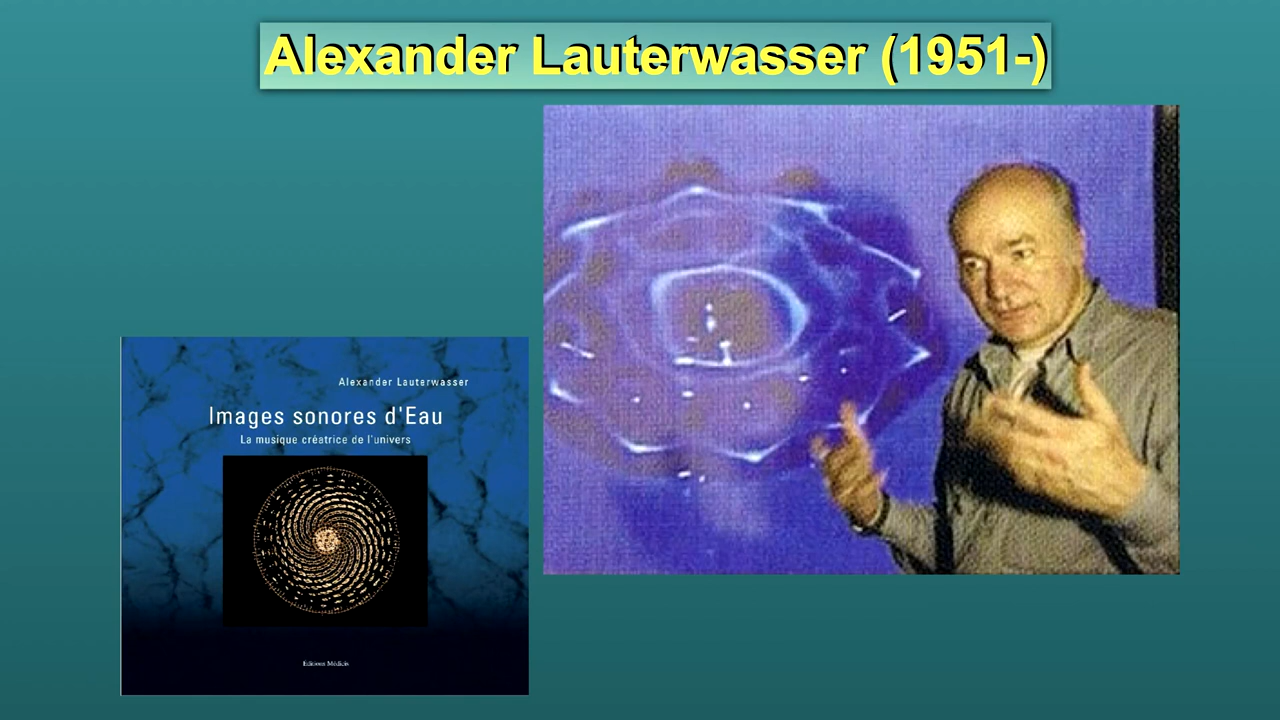 Alexander Lauterwasser (1951-)
Alexander Lauterwasser
Images sonores d'Eau
La musique créatrice de l'univers
Editions Médicis